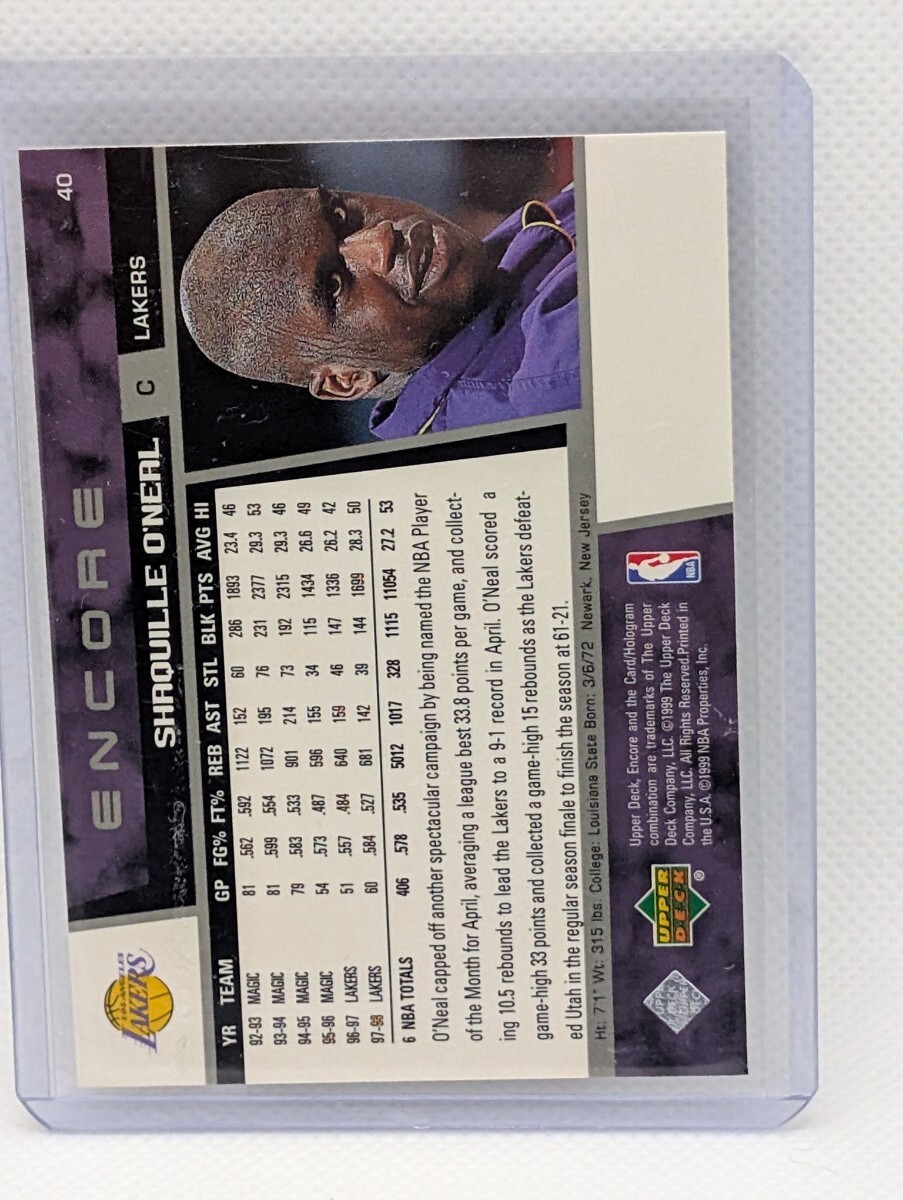 ENCORE
40
SHAQUILLE O'NEAL C LAKERS
LOS ANGELES
LAKERS
YR TEAM GP FG% FT% REB AST STL BLK PTS AVG HI
92-93 MAGIC 81 .562 .592 1122 152 60 286 1893 23.4 46
93-94 MAGIC 81 .599 .554 1072 195 76 231 2377 29.3 53
94-95 MAGIC 79 .583 .533 901 214 73 192 2315 29.3 46
95-96 MAGIC 54 .573 .487 596 155 34 115 1434 26.6 49
96-97 LAKERS 51 .557 .484 640 159 46 147 1336 26.2 42
97-98 LAKERS 60 .584 .527 681 142 39 144 1699 28.3 50
6 NBA TOTALS 406 .578 .535 5012 1017 328 1115 11054 27.2 53
O'Neal capped off another spectacular campaign by being named the NBA Player
of the Month for April, averaging a league best 33.8 points per game, and collect-
ing 10.5 rebounds to lead the Lakers to a 9-1 record in April. O'Neal scored a
game-high 33 points and collected a game-high 15 rebounds as the Lakers defeat-
ed Utah in the regular season finale to finish the season at 61-21.
Ht: 7'1" Wt: 315 lbs. College: Louisiana State Born: 3/6/72 Newark, New Jersey
UPPER
DECK
UPPER
DECK
®
Upper Deck, Encore and the Card/Hologram
combination are trademarks of The Upper
Deck Company, LLC. ©1999 The Upper Deck
Company, LLC. All Rights Reserved.Printed in
the U.S.A. ©1999 NBA Properties, Inc.
NBA